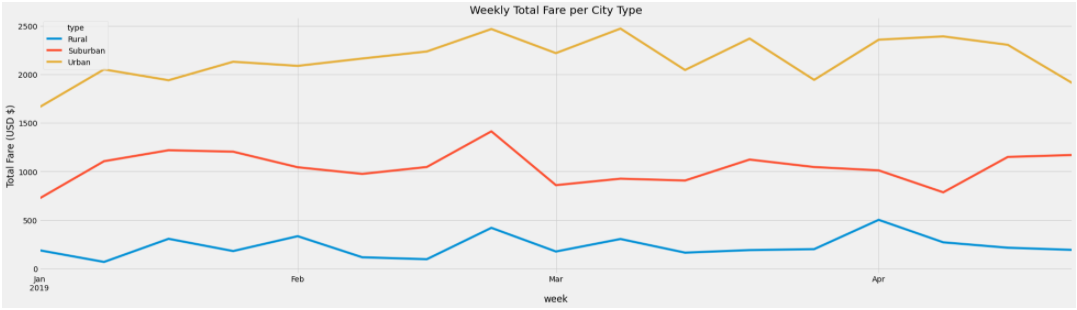 Weekly Total Fare per City Type
type
Rural
Suburban
Urban
Total Fare (USD $)
2500
2000
1500
1000
500
0
Jan
2019
Feb
Mar
Apr
week